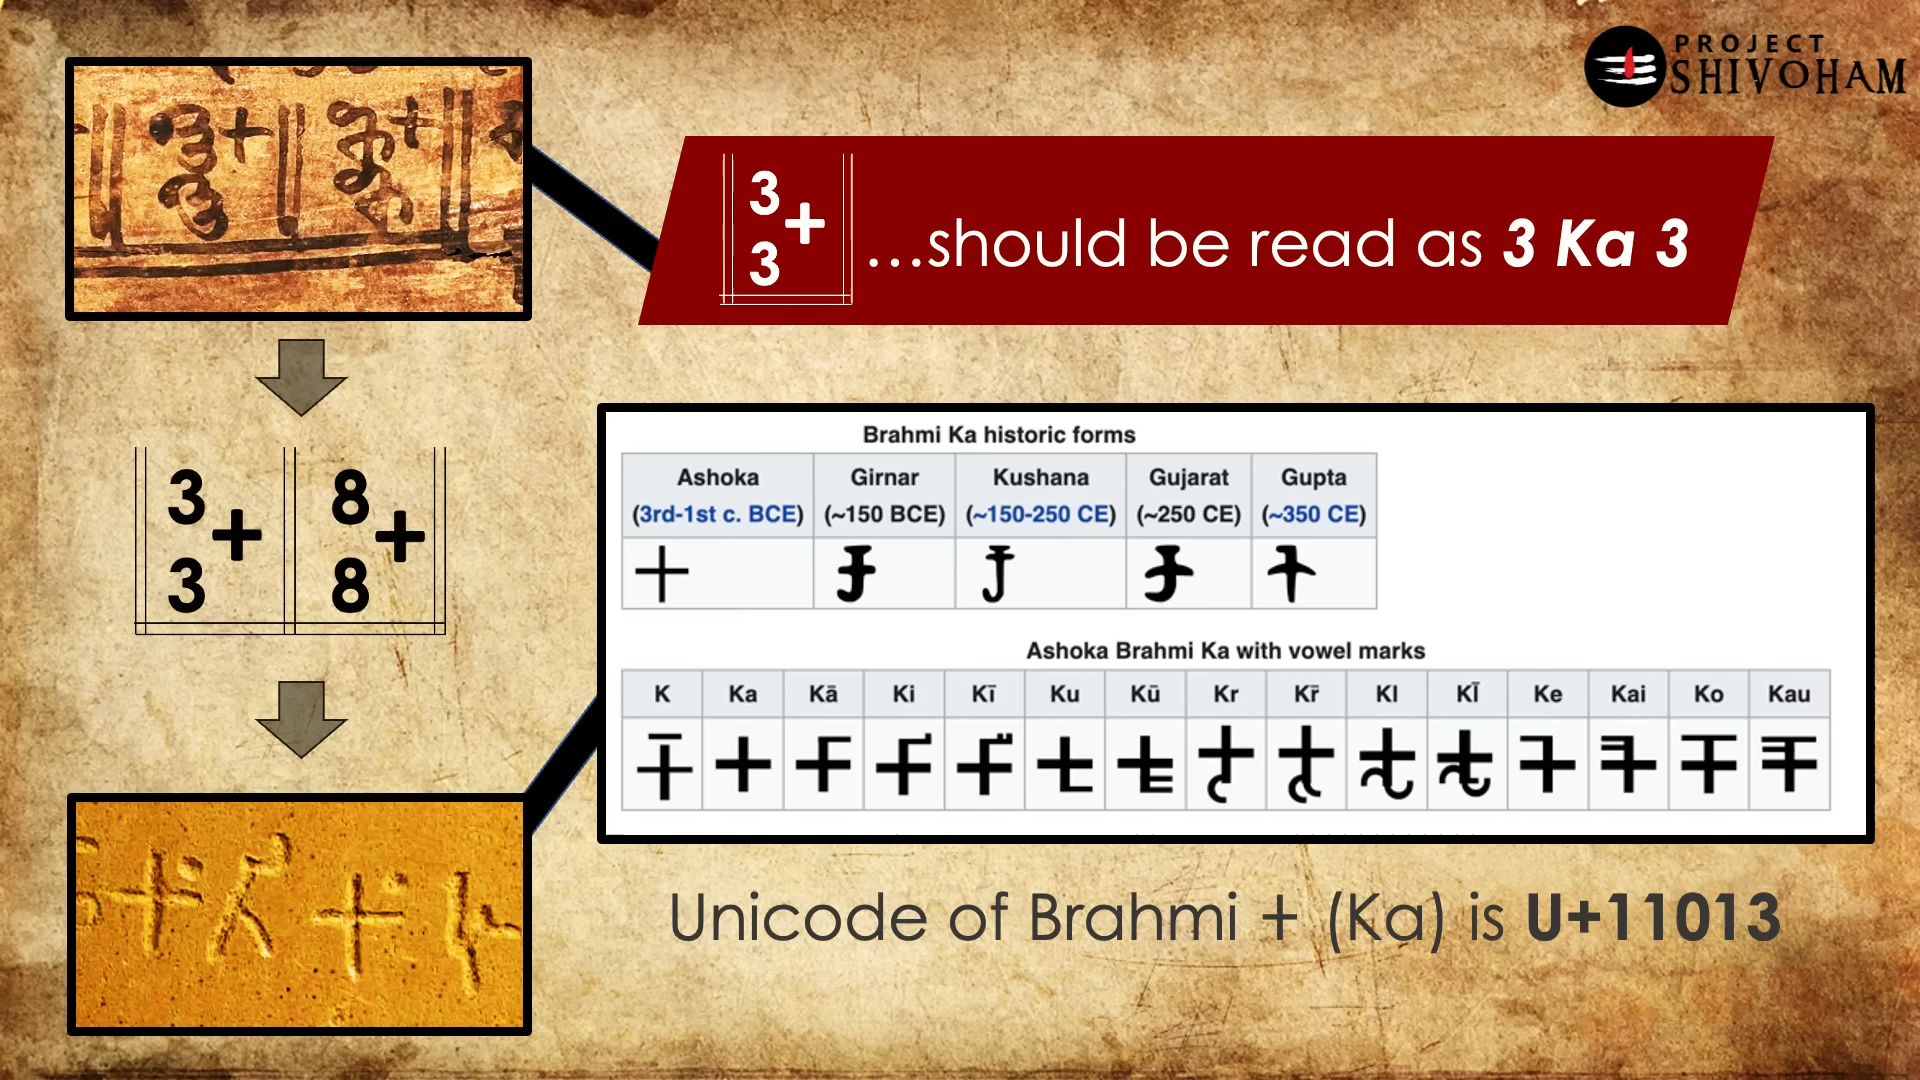 PROJECT
SHIVOHAM
3
+
3
...should be read as 3 Ka 3
3
+
3
8
+
8
Brahmi Ka historic forms
Ashoka Girnar Kushana Gujarat Gupta
(3rd-1st c. BCE) (~150 BCE) (~150-250 CE) (~250 CE) (~350 CE)
Ashoka Brahmi Ka with vowel marks
K Ka Kā Ki Kī Ku Kū Kr Kr̄ Kl Kl̄ Ke Kai Ko Kau
Unicode of Brahmi + (Ka) is U+11013